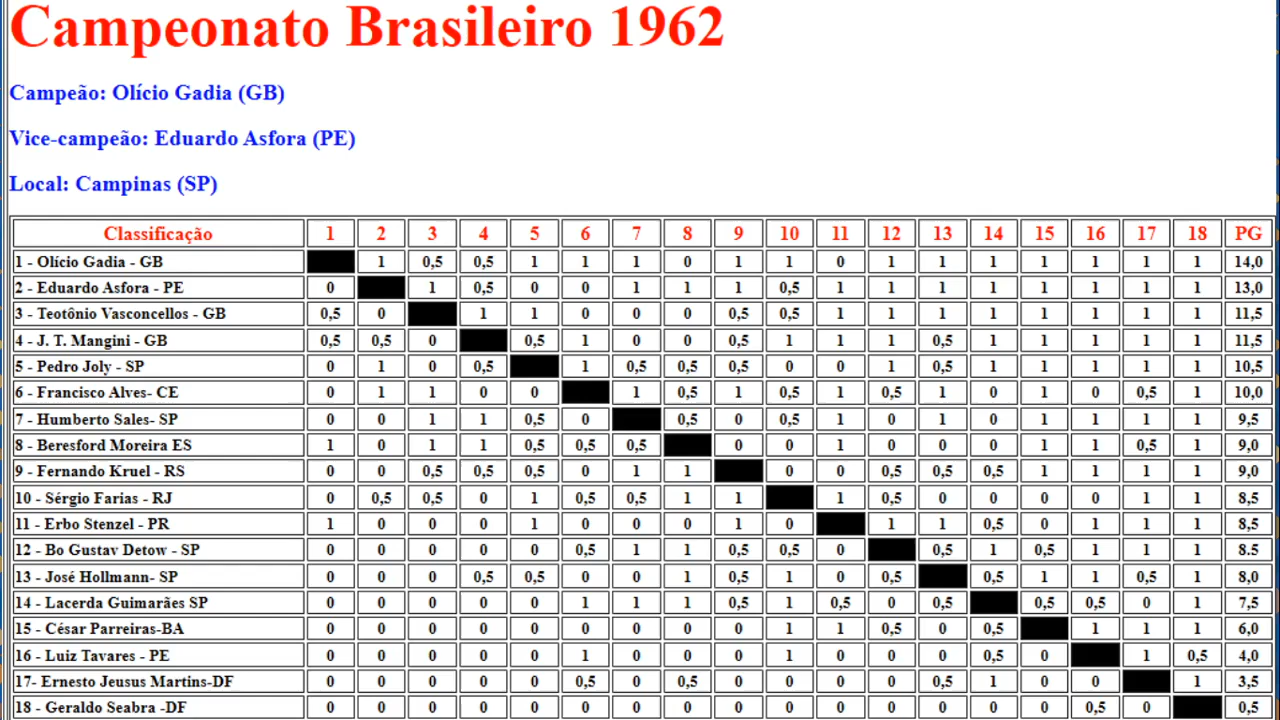 Campeonato Brasileiro 1962
Campeão: Olício Gadia (GB)
Vice-campeão: Eduardo Asfora (PE)
Local: Campinas (SP)
Classificação 1 2 3 4 5 6 7 8 9 10 11 12 13 14 15 16 17 18 PG
1 - Olício Gadia - GB 1 0,5 0,5 1 1 1 0 1 1 0 1 1 1 1 1 1 1 14,0
2 - Eduardo Asfora - PE 0 1 0,5 0 0 1 1 1 0,5 1 1 1 1 1 1 1 1 13,0
3 - Teotônio Vasconcellos - GB 0,5 0 1 1 0 0 0 0,5 0,5 1 1 1 1 1 1 1 1 11,5
4 - J. T. Mangini - GB 0,5 0,5 0 0,5 1 0 0 0,5 1 1 1 0,5 1 1 1 1 1 11,5
5 - Pedro Joly - SP 0 1 0 0,5 1 0,5 0,5 0,5 0 0 1 0,5 1 1 1 1 1 10,5
6 - Francisco Alves- CE 0 1 1 0 0 1 0,5 1 0,5 1 0,5 1 0 1 0 0,5 1 10,0
7 - Humberto Sales- SP 0 0 1 1 0,5 0 0,5 0 0,5 1 0 1 0 1 1 1 1 9,5
8 - Beresford Moreira ES 1 0 1 1 0,5 0,5 0,5 0 0 1 0 0 0 1 1 0,5 1 9,0
9 - Fernando Kruel - RS 0 0 0,5 0,5 0,5 0 1 1 0 0 0,5 0,5 0,5 1 1 1 1 9,0
10 - Sérgio Farias - RJ 0 0,5 0,5 0 1 0,5 0,5 1 1 1 0,5 0 0 0 0 1 1 8,5
11 - Erbo Stenzel - PR 1 0 0 0 1 0 0 0 1 0 1 1 0,5 0 1 1 1 8,5
12 - Bo Gustav Detow - SP 0 0 0 0 0 0,5 1 1 0,5 0,5 0 0,5 1 0,5 1 1 1 8.5
13 - José Hollmann- SP 0 0 0 0,5 0,5 0 0 1 0,5 1 0 0,5 0,5 1 1 0,5 1 8,0
14 - Lacerda Guimarães SP 0 0 0 0 0 1 1 1 0,5 1 0,5 0 0,5 0,5 0,5 0 1 7,5
15 - César Parreiras-BA 0 0 0 0 0 0 0 0 0 1 1 0,5 0 0,5 1 1 1 6,0
16 - Luiz Tavares - PE 0 0 0 0 0 1 0 0 0 1 0 0 0 0,5 0 1 0,5 4,0
17- Ernesto Jeusus Martins-DF 0 0 0 0 0 0,5 0 0,5 0 0 0 0 0,5 1 0 0 1 3,5
18 - Geraldo Seabra -DF 0 0 0 0 0 0 0 0 0 0 0 0 0 0 0 0,5 0 0,5